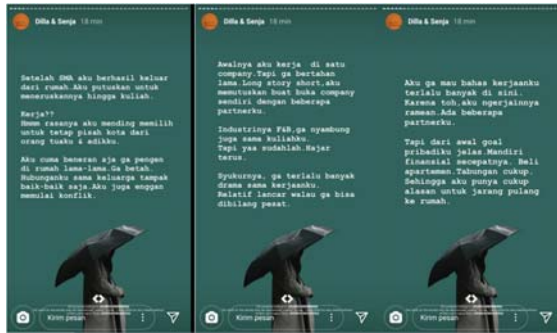 Dilla & Senja 18 min
Setelah SMA aku berhasil keluar
dari rumah.Aku putuskan untuk
meneruskannya hingga kuliah.
Kerja??
Hmmm rasanya aku mending memilih
untuk tetap pisah kota dari
orang tuaku & adikku.
Aku cuma beneran aja ga pengen
di rumah lama-lama.Ga betah.
Hubunganku sama keluarga tampak
baik-baik saja.Aku juga enggan
memulai konflik.
Kirim pesan
Dilla & Senja 18 min
Awalnya aku kerja di satu
company.Tapi ga bertahan
lama.Long story short,aku
memutuskan buat buka company
sendiri dengan beberapa
partnerku.
Industrinya F&B,ga nyambung
juga sama kuliahku.
Tapi yaa sudahlah.Hajar
terus.
Syukurnya, ga terlalu banyak
drama sama kerjaanku.
Relatif lancar walau ga bisa
dibilang pesat.
Kirim pesan
Dilla & Senja 18 min
Aku ga mau bahas kerjaanku
terlalu banyak di sini.
Karena toh,aku ngerjainnya
ramean.Ada beberapa
partnerku.
Tapi dari awal goal
pribadiku jelas.Mandiri
finansial secepatnya. Beli
apartemen.Tabungan cukup.
Sehingga aku punya cukup
alasan untuk jarang pulang
ke rumah.
Kirim pesan